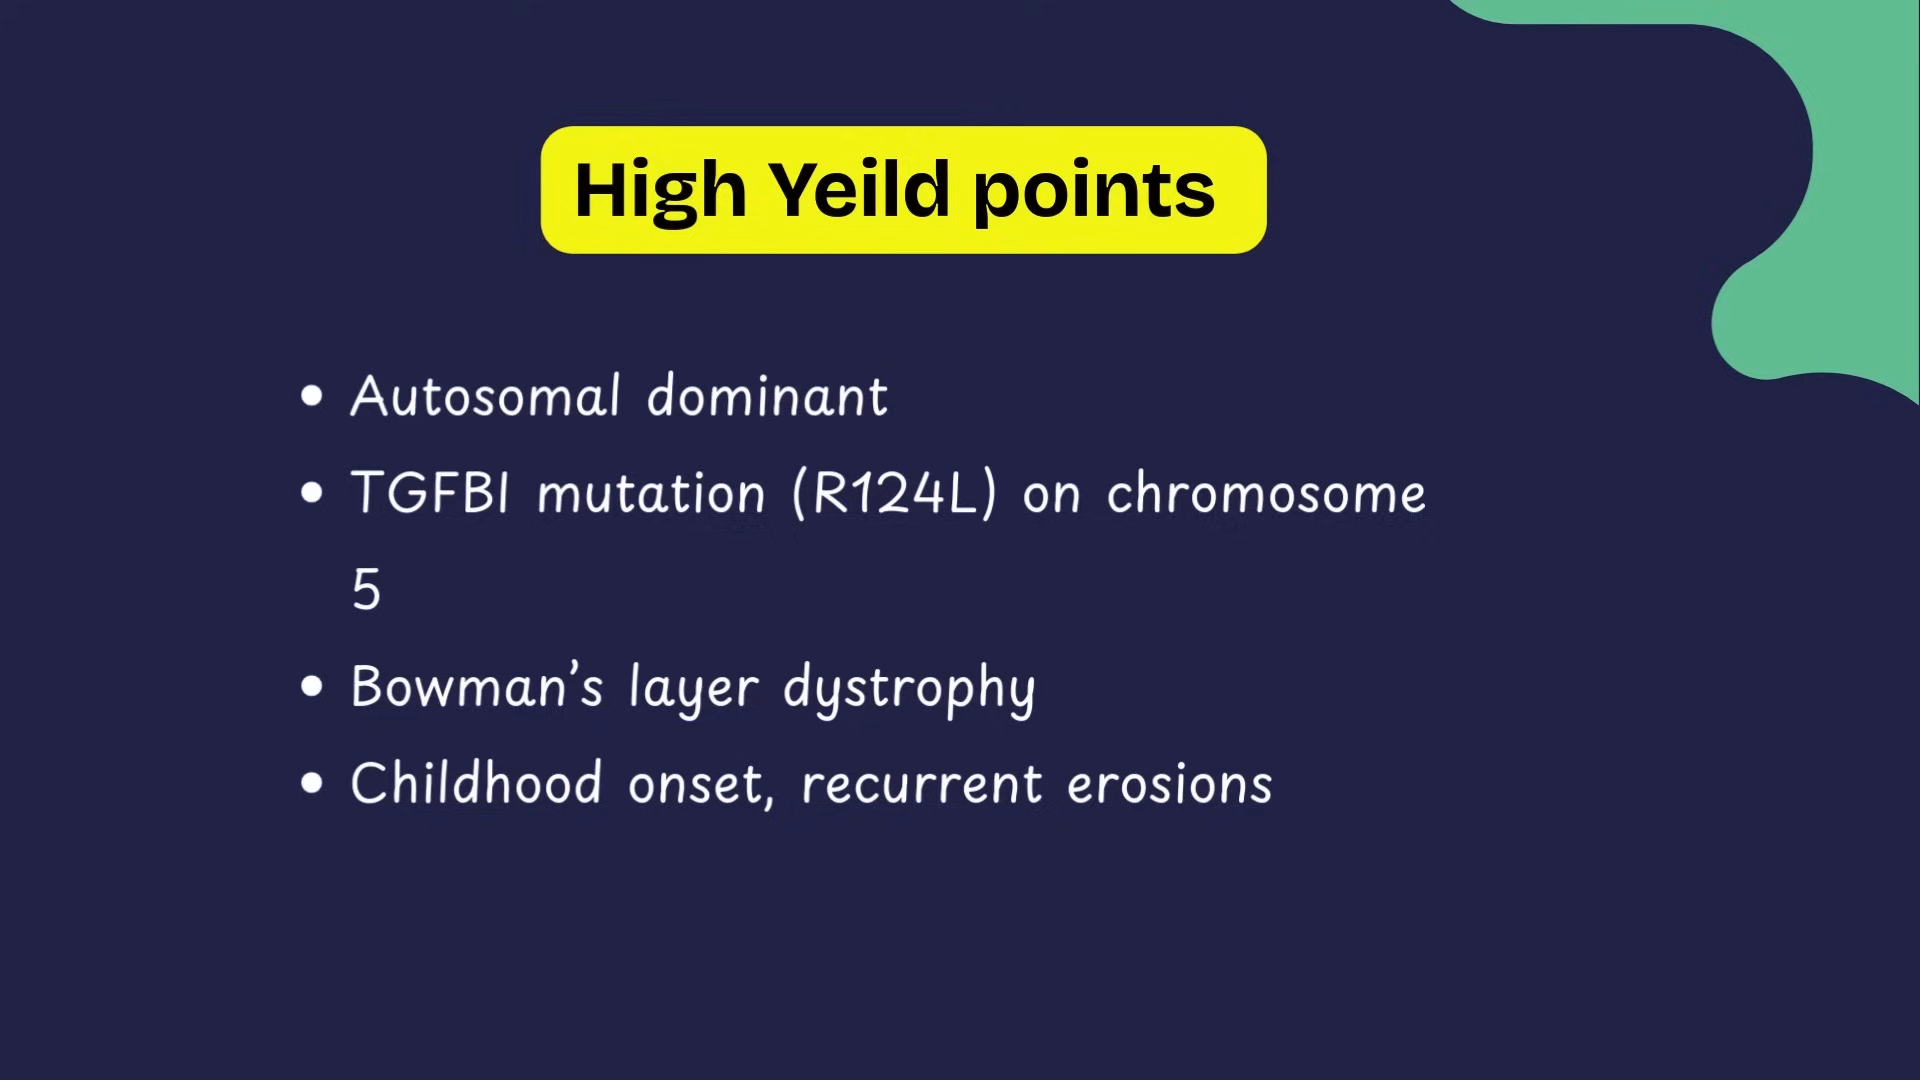 High Yeild points
• Autosomal dominant
• TGFBI mutation (R124L) on chromosome
5
• Bowman’s layer dystrophy
• Childhood onset, recurrent erosions